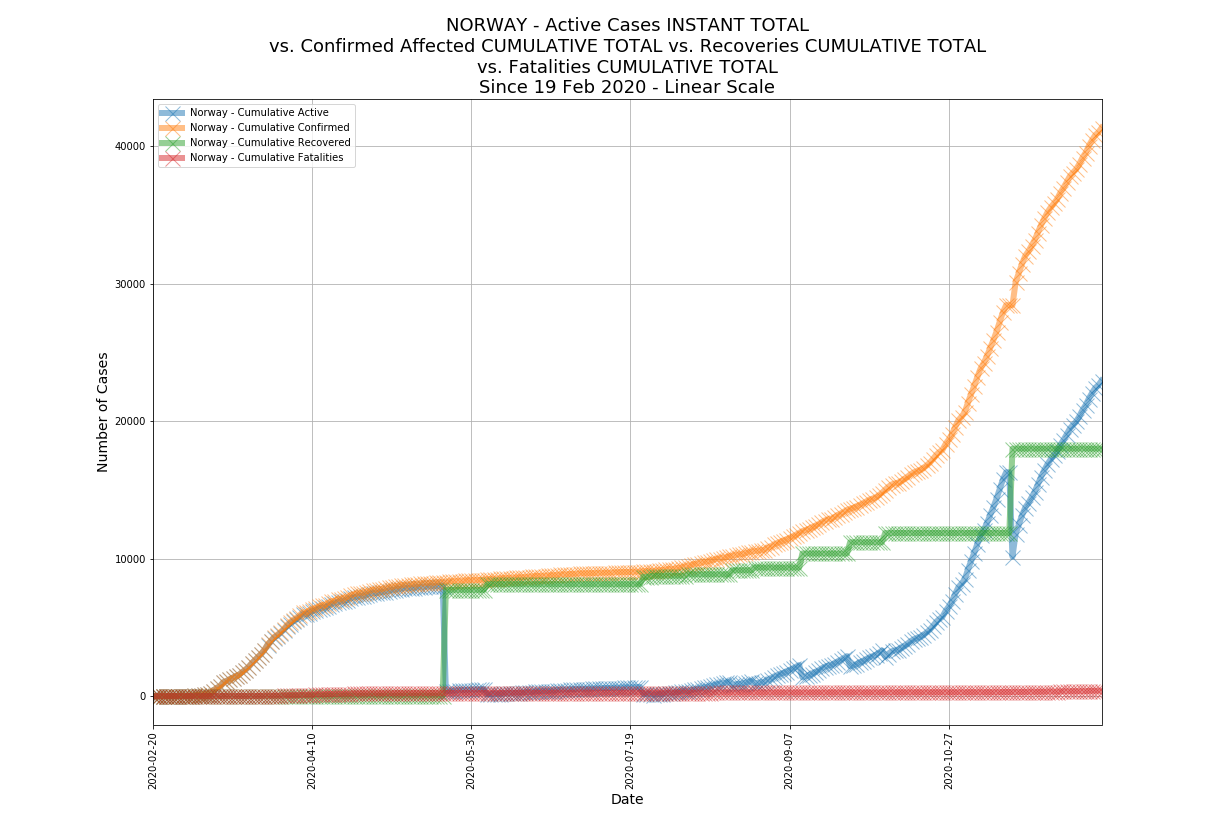 NORWAY - Active Cases INSTANT TOTAL
vs. Confirmed Affected CUMULATIVE TOTAL vs. Recoveries CUMULATIVE TOTAL
vs. Fatalities CUMULATIVE TOTAL
Since 19 Feb 2020 - Linear Scale
Norway - Cumulative Active
Norway - Cumulative Confirmed
Norway - Cumulative Recovered
Norway - Cumulative Fatalities
Number of Cases
40000
30000
20000
10000
0
2020-02-20
2020-04-10
2020-05-30
2020-07-19
2020-09-07
2020-10-27
Date